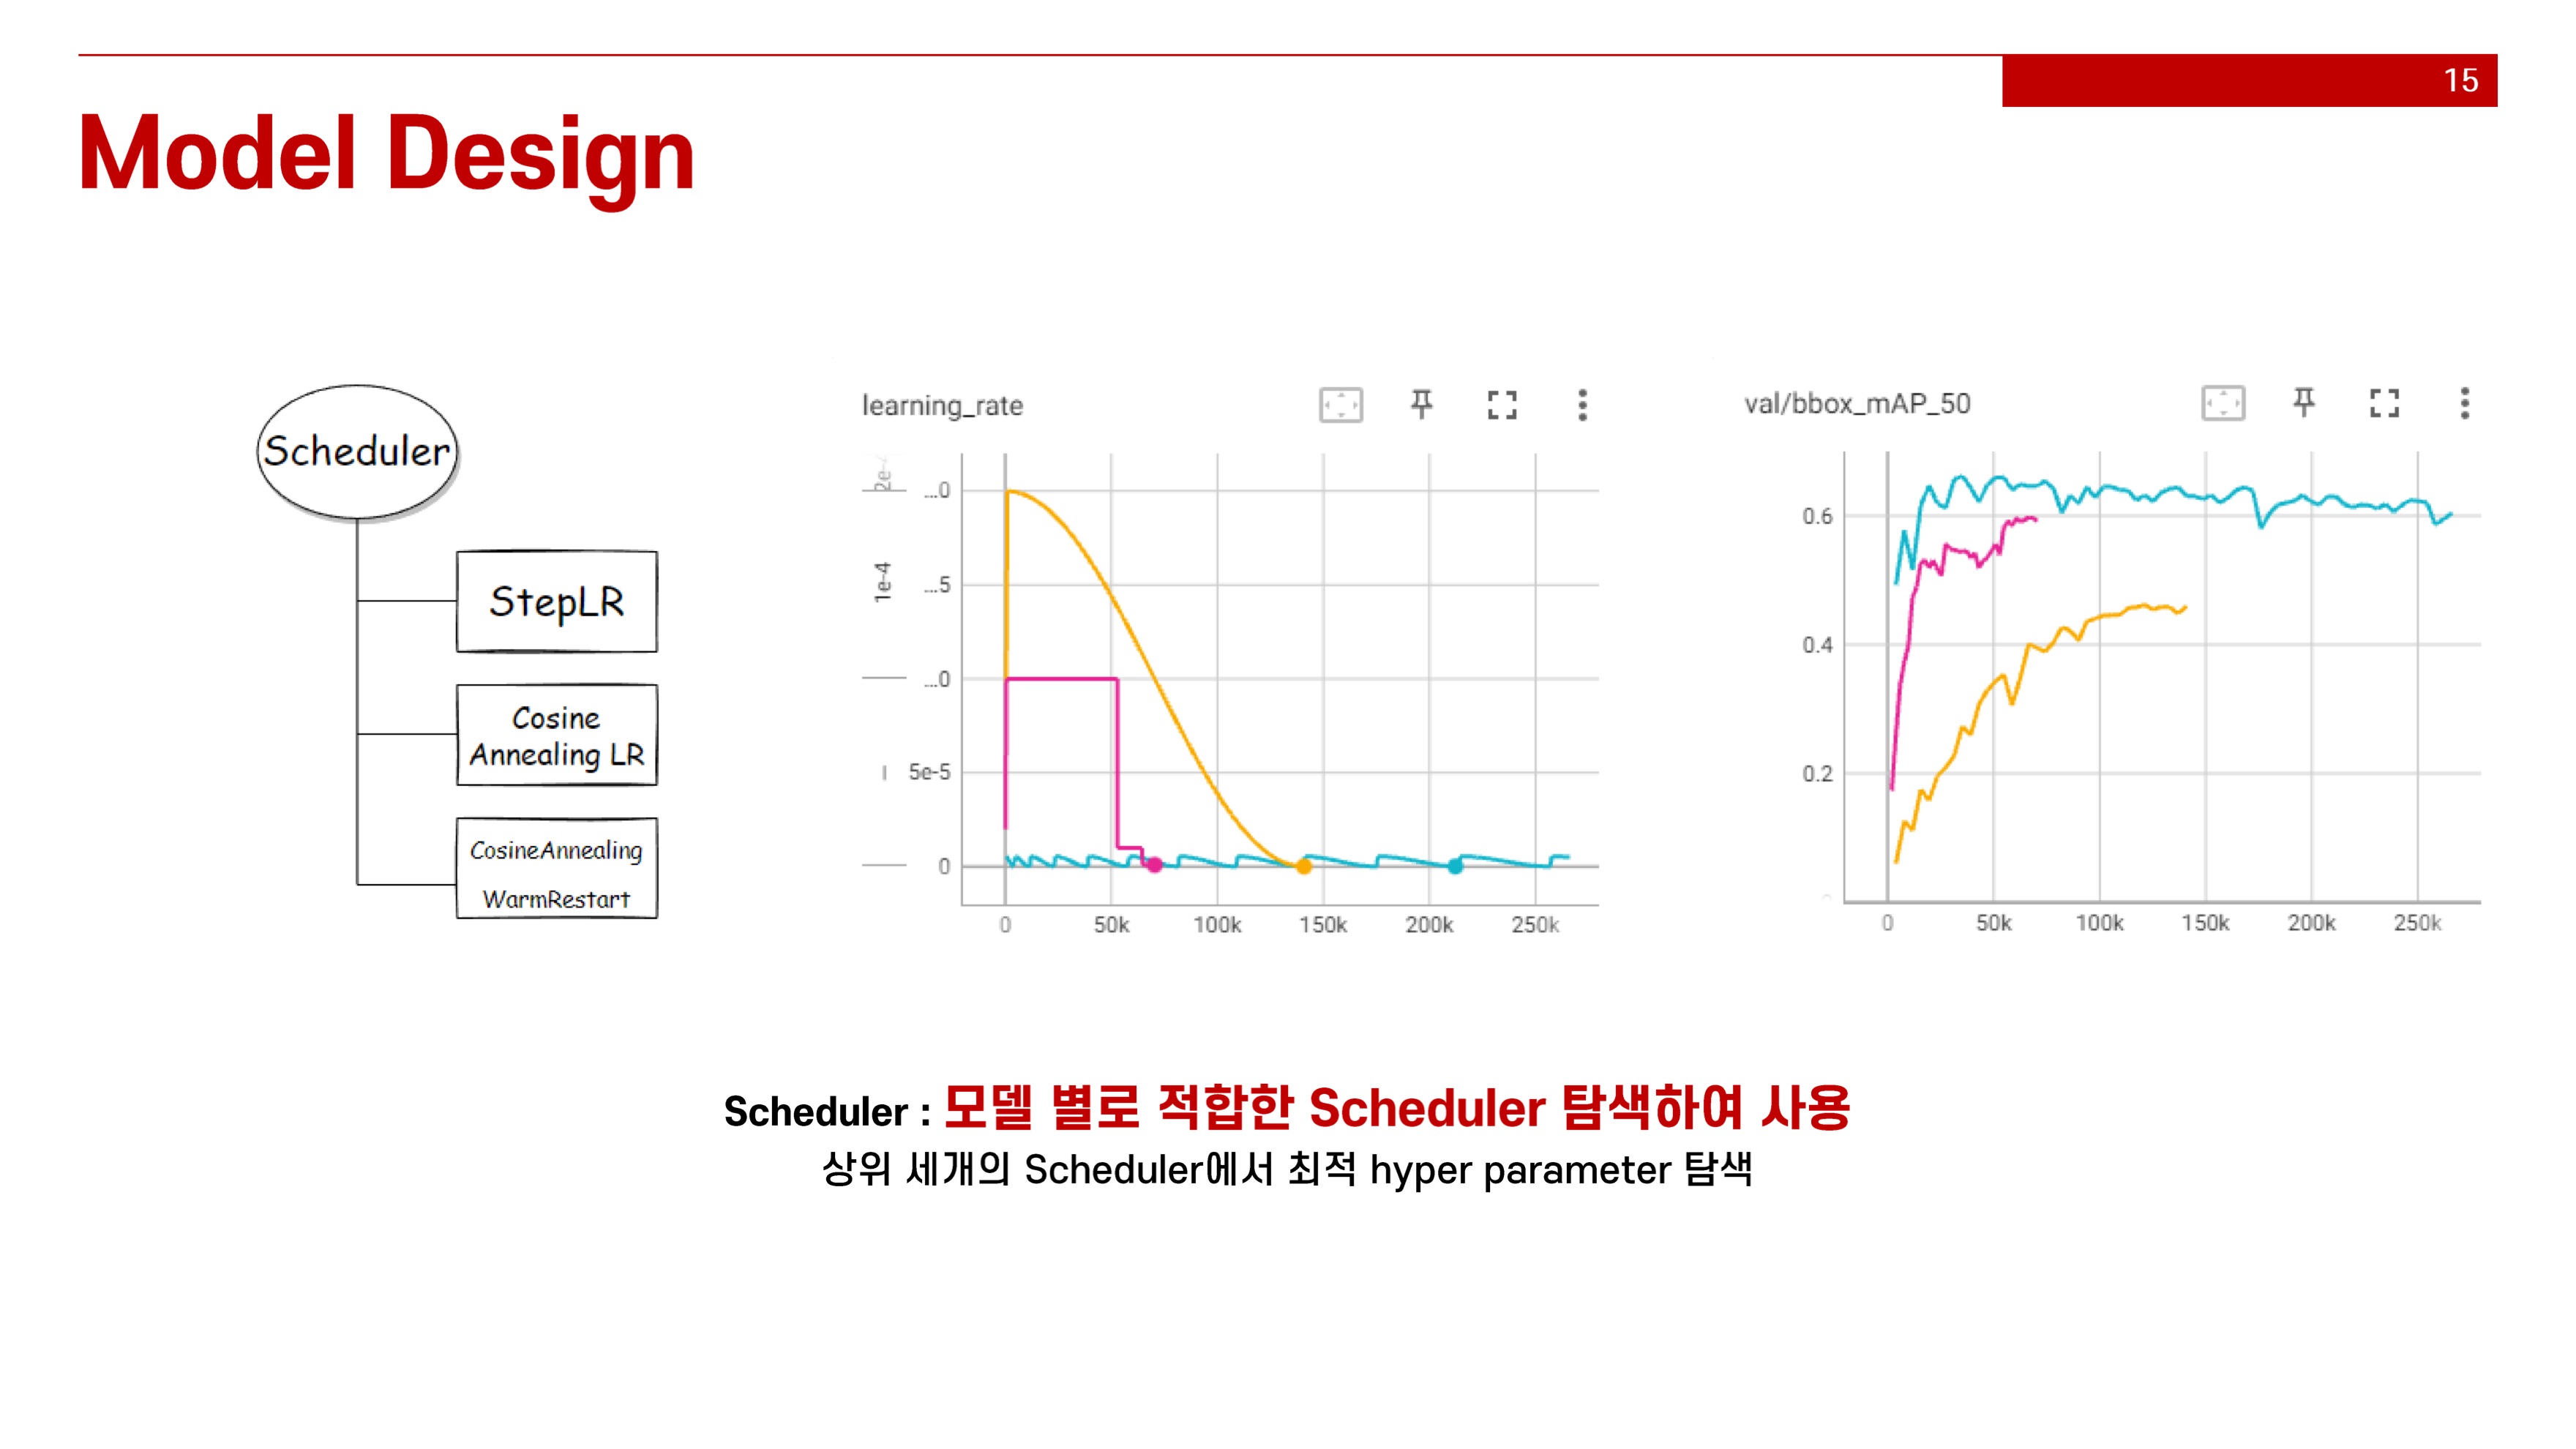 15
Model Design
Scheduler
StepLR
Cosine
Annealing LR
CosineAnnealing
WarmRestart
learning_rate
2e-
...0
1e-4
...5
...0
5e-5
0
0 50k 100k 150k 200k 250k
val/bbox_mAP_50
0.6
0.4
0.2
0 50k 100k 150k 200k 250k
Scheduler : 모델 별로 적합한 Scheduler 탐색하여 사용
상위 세개의 Scheduler에서 최적 hyper parameter 탐색